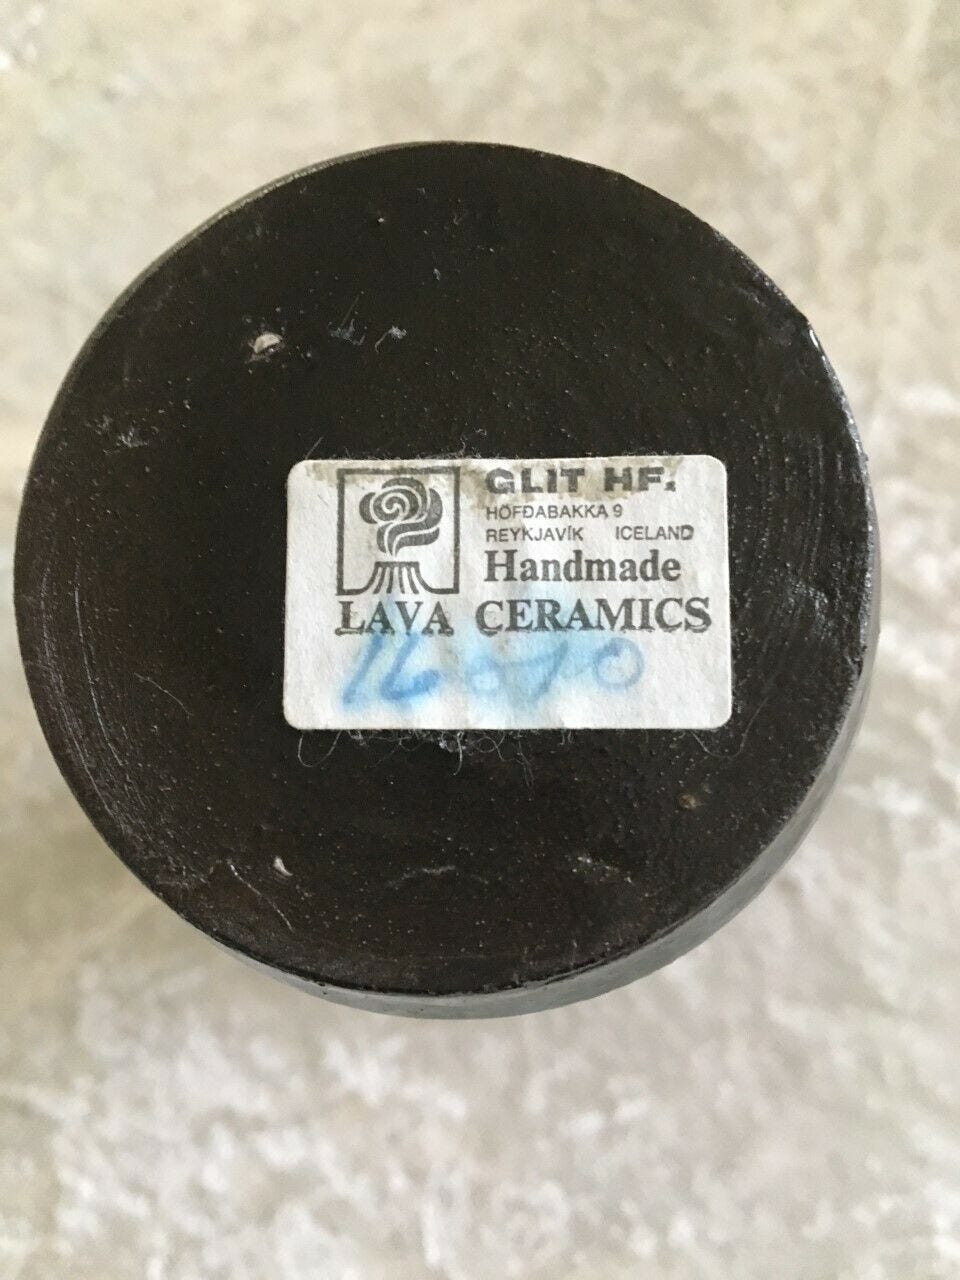 GLIT HF.
HÖFÐABAKKA 9
REYKJAVÍK ICELAND
Handmade
LAVA CERAMICS